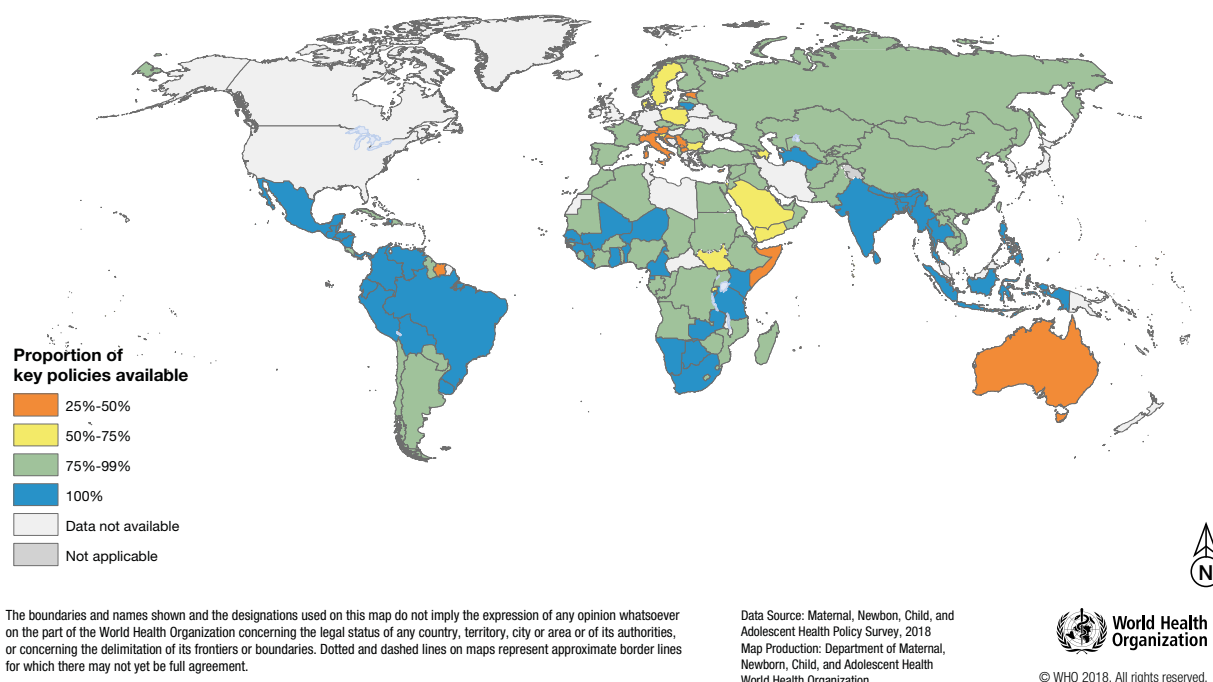 Proportion of
key policies available
25%-50%
50%-75%
75%-99%
100%
Data not available
Not applicable
N
The boundaries and names shown and the designations used on this map do not imply the expression of any opinion whatsoever
on the part of the World Health Organization concerning the legal status of any country, territory, city or area or of its authorities,
or concerning the delimitation of its frontiers or boundaries. Dotted and dashed lines on maps represent approximate border lines
for which there may not yet be full agreement.
Data Source: Maternal, Newbon, Child, and
Adolescent Health Policy Survey, 2018
Map Production: Department of Maternal,
Newborn, Child, and Adolescent Health
World Health Organization
World Health
Organization
© WHO 2018. All rights reserved.